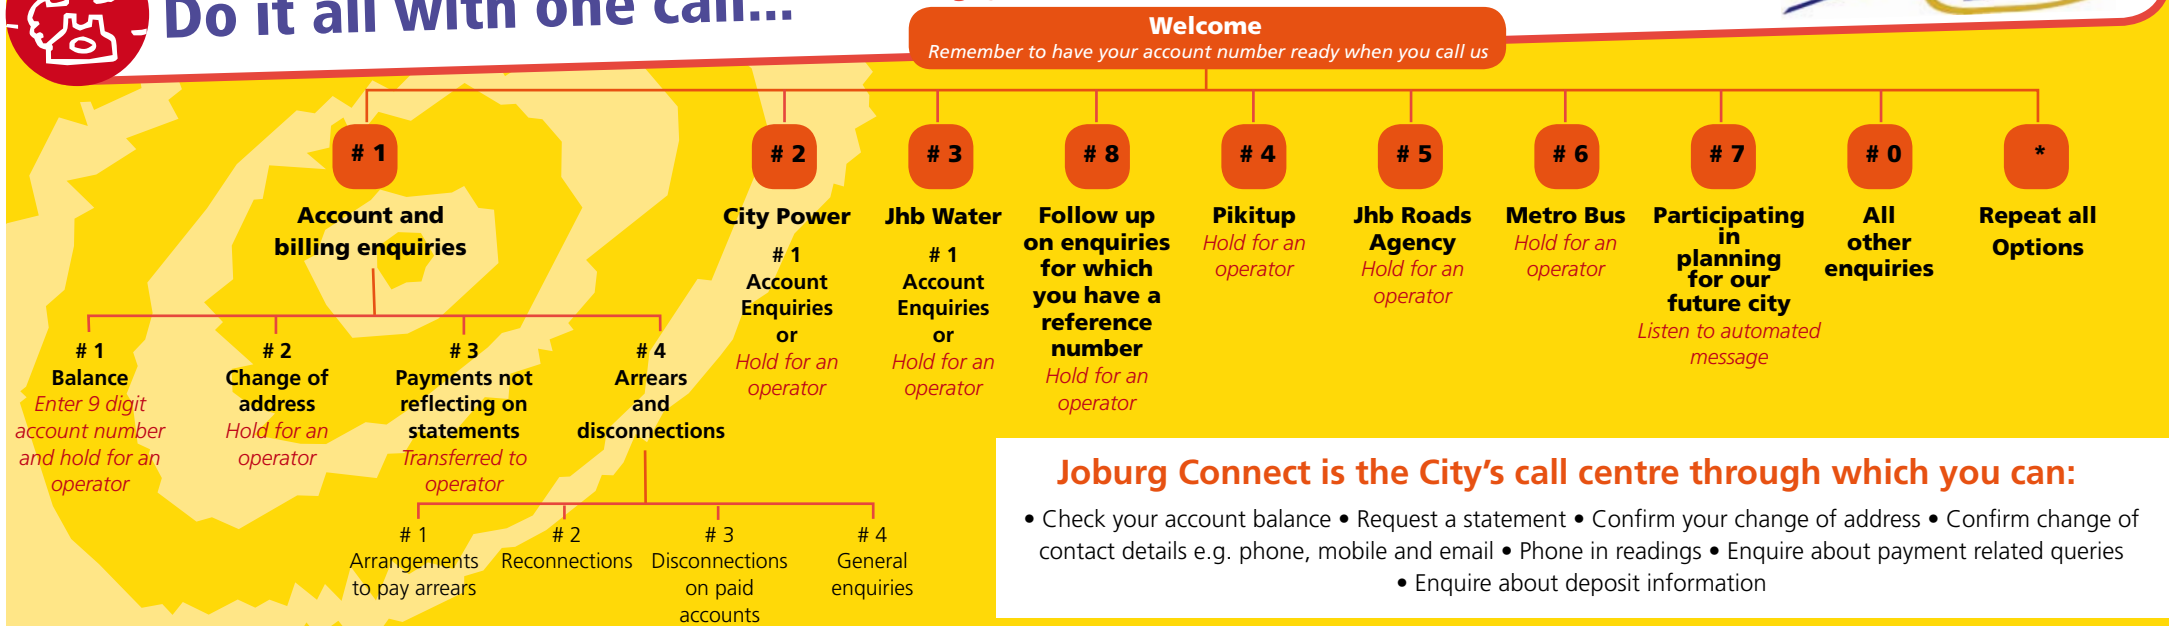 Do it all with one call...
Welcome
Remember to have your account number ready when you call us
# 1
Account and
billing enquiries
# 1
Balance
Enter 9 digit
account number
and hold for an
operator
# 2
Change of
address
Hold for an
operator
# 3
Payments not
reflecting on
statements
Transferred to
operator
# 4
Arrears
and
disconnections
# 1
Arrangements
to pay arrears
# 2
Reconnections
# 3
Disconnections
on paid
accounts
# 4
General
enquiries
# 2
City Power
# 1
Account
Enquiries
or
Hold for an
operator
# 3
Jhb Water
# 1
Account
Enquiries
or
Hold for an
operator
# 8
Follow up
on enquiries
for which
you have a
reference
number
Hold for an
operator
# 4
Pikitup
Hold for an
operator
# 5
Jhb Roads
Agency
Hold for an
operator
# 6
Metro Bus
Hold for an
operator
# 7
Participating
in
planning
for our
future city
Listen to automated
message
# 0
All
other
enquiries
*
Repeat all
Options
Joburg Connect is the City's call centre through which you can:
• Check your account balance • Request a statement • Confirm your change of address • Confirm change of
contact details e.g. phone, mobile and email • Phone in readings • Enquire about payment related queries
• Enquire about deposit information